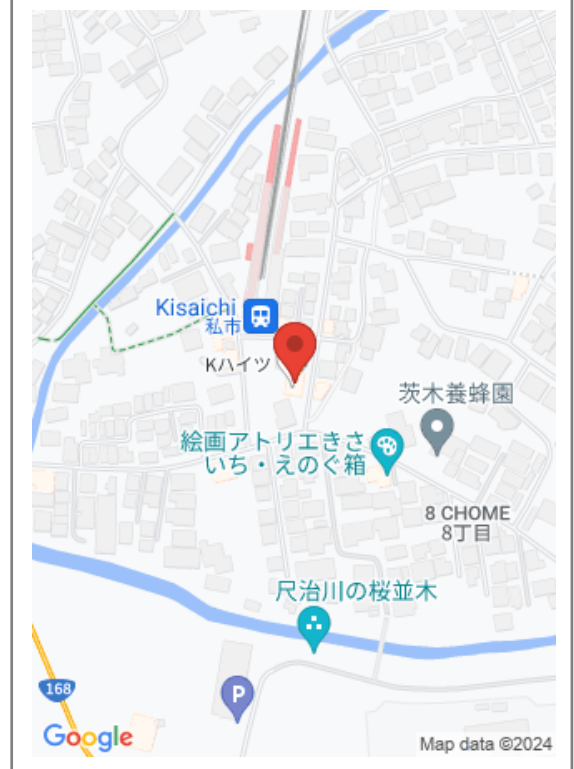 Kisaichi
私市
Kハイツ
茨木養蜂園
絵画アトリエきさ
いち・えのぐ箱
8 CHOME
8丁目
尺治川の桜並木
168
P
Google
Map data ©2024